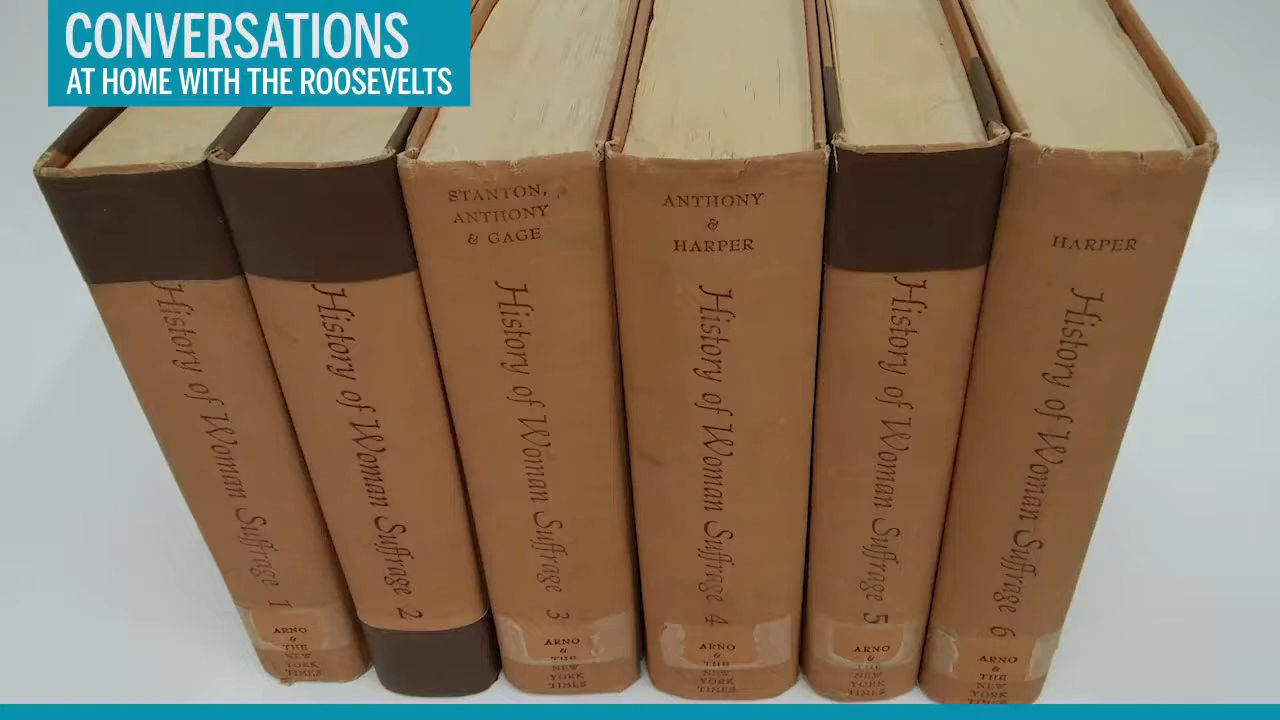 CONVERSATIONS
AT HOME WITH THE ROOSEVELTS
History of Woman Suffrage 1
ARNO
&
THE
NEW
YORK
TIMES
History of Woman Suffrage 2
STANTON,
ANTHONY
& GAGE
History of Woman Suffrage 3
ARNO
&
THE
NEW
YORK
TIMES
ANTHONY
&
HARPER
History of Woman Suffrage 4
ARNO
&
THE
NEW
YORK
TIMES
History of Woman Suffrage 5
ARNO
&
THE
NEW
YORK
TIMES
HARPER
History of Woman Suffrage 6
ARNO
&
THE
NEW
YORK
TIMES